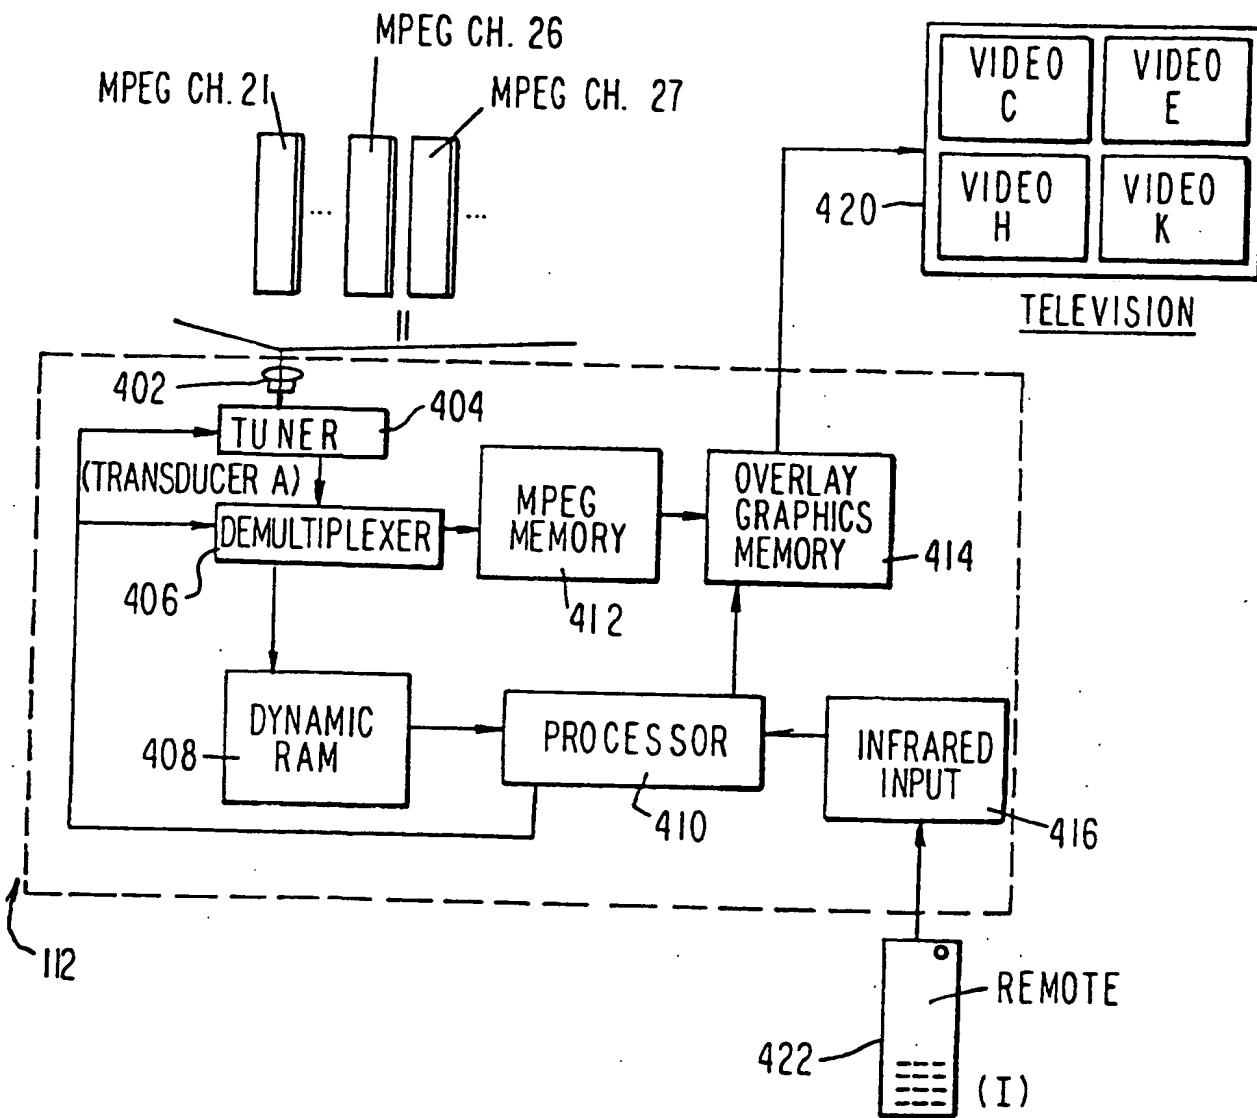 MPEG CH. 26
MPEG CH. 21
MPEG CH. 27
...
...
VIDEO
C
VIDEO
E
VIDEO
H
VIDEO
K
420
TELEVISION
402
TUNER
404
(TRANSDUCER A)
DEMULTIPLEXER
406
MPEG
MEMORY
412
OVERLAY
GRAPHICS
MEMORY
414
DYNAMIC
RAM
408
PROCESSOR
410
INFRARED
INPUT
416
112
REMOTE
422
(I)